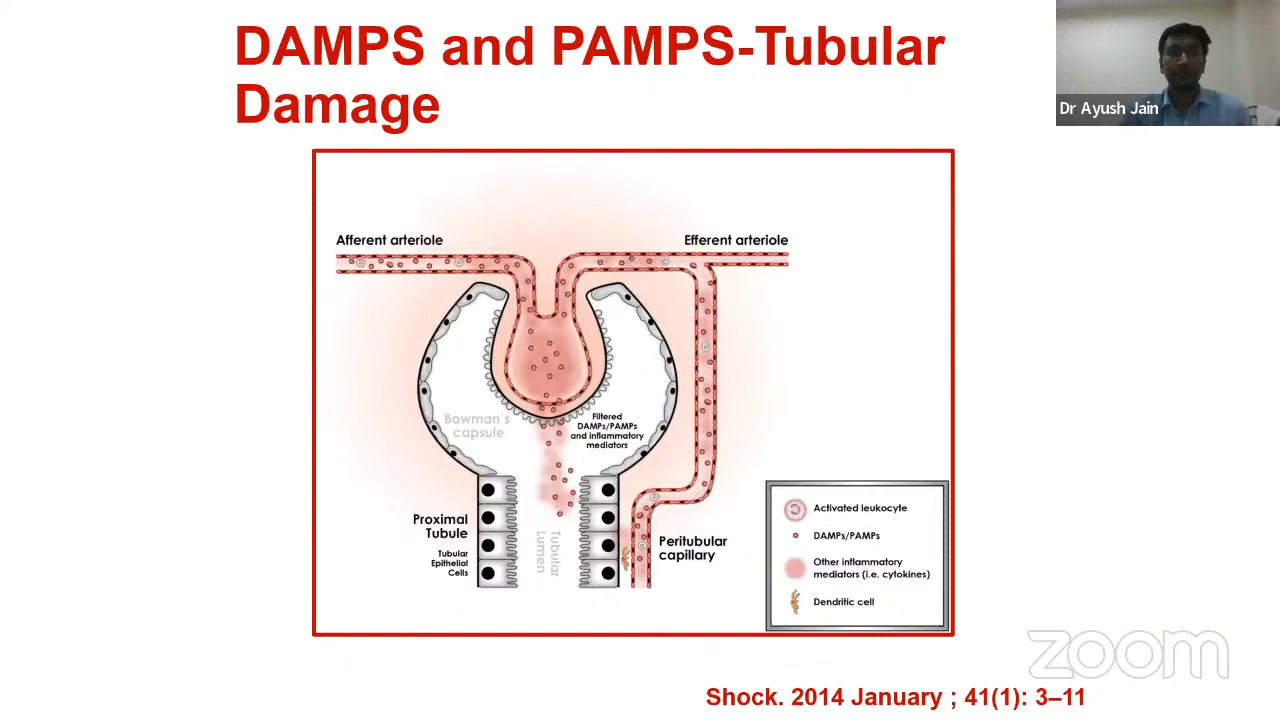 DAMPS and PAMPS-Tubular
Damage
Dr Ayush Jain
Afferent arteriole
Efferent arteriole
Bowman's
capsule
Filtered
DAMPs/PAMPs
and inflammatory
mediators
Proximal
Tubule
Tubular
Epithelial
Cells
Tubular
Lumen
Peritubular
capillary
Activated leukocyte
DAMPs/PAMPs
Other inflammatory
mediators (i.e. cytokines)
Dendritic cell
zoom
Shock. 2014 January ; 41(1): 3–11